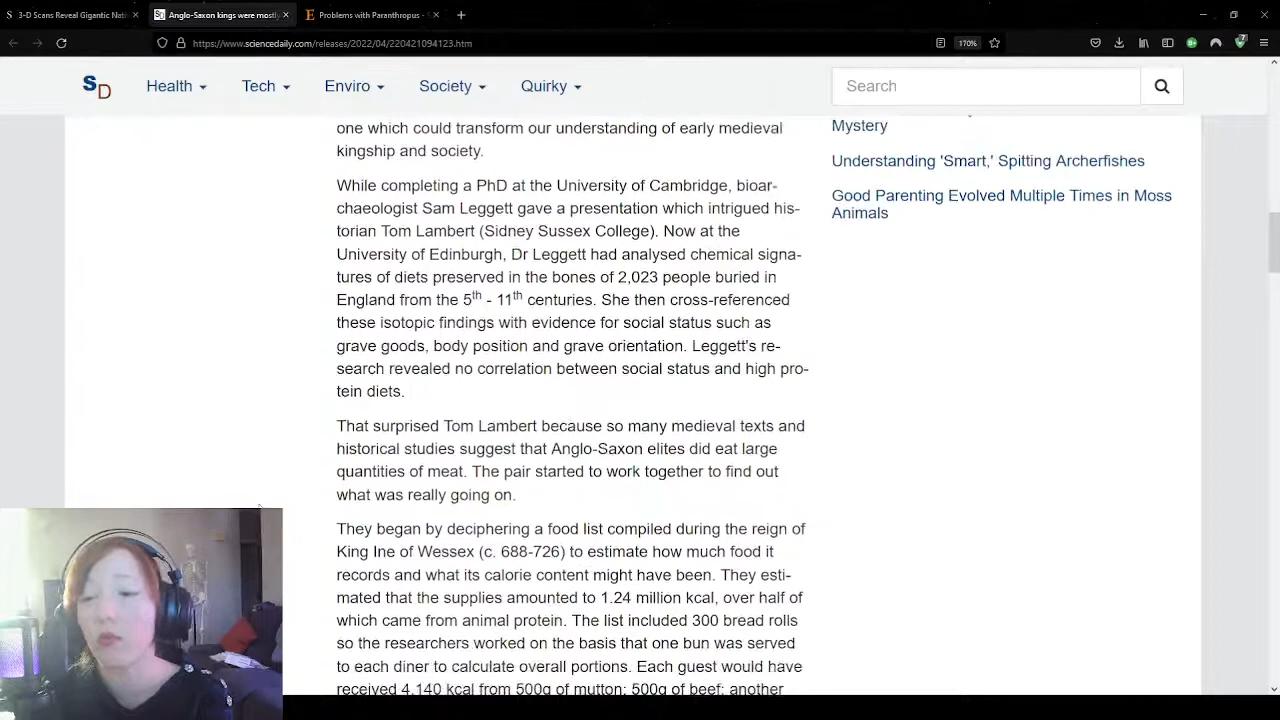 3-D Scans Reveal Gigantic Nati
Anglo-Saxon kings were mostly
Problems with Paranthropus - S
https://www.sciencedaily.com/releases/2022/04/220421094123.htm
170%
7
SD
Health
Tech
Enviro
Society
Quirky
Search
one which could transform our understanding of early medieval
kingship and society.
While completing a PhD at the University of Cambridge, bioar-
chaeologist Sam Leggett gave a presentation which intrigued his-
torian Tom Lambert (Sidney Sussex College). Now at the
University of Edinburgh, Dr Leggett had analysed chemical signa-
tures of diets preserved in the bones of 2,023 people buried in
England from the 5th - 11th centuries. She then cross-referenced
these isotopic findings with evidence for social status such as
grave goods, body position and grave orientation. Leggett's re-
search revealed no correlation between social status and high pro-
tein diets.
That surprised Tom Lambert because so many medieval texts and
historical studies suggest that Anglo-Saxon elites did eat large
quantities of meat. The pair started to work together to find out
what was really going on.
They began by deciphering a food list compiled during the reign of
King Ine of Wessex (c. 688-726) to estimate how much food it
records and what its calorie content might have been. They esti-
mated that the supplies amounted to 1.24 million kcal, over half of
which came from animal protein. The list included 300 bread rolls
so the researchers worked on the basis that one bun was served
to each diner to calculate overall portions. Each guest would have
received 4,140 kcal from 500g of mutton; 500g of beef; another
Mystery
Understanding 'Smart,' Spitting Archerfishes
Good Parenting Evolved Multiple Times in Moss
Animals